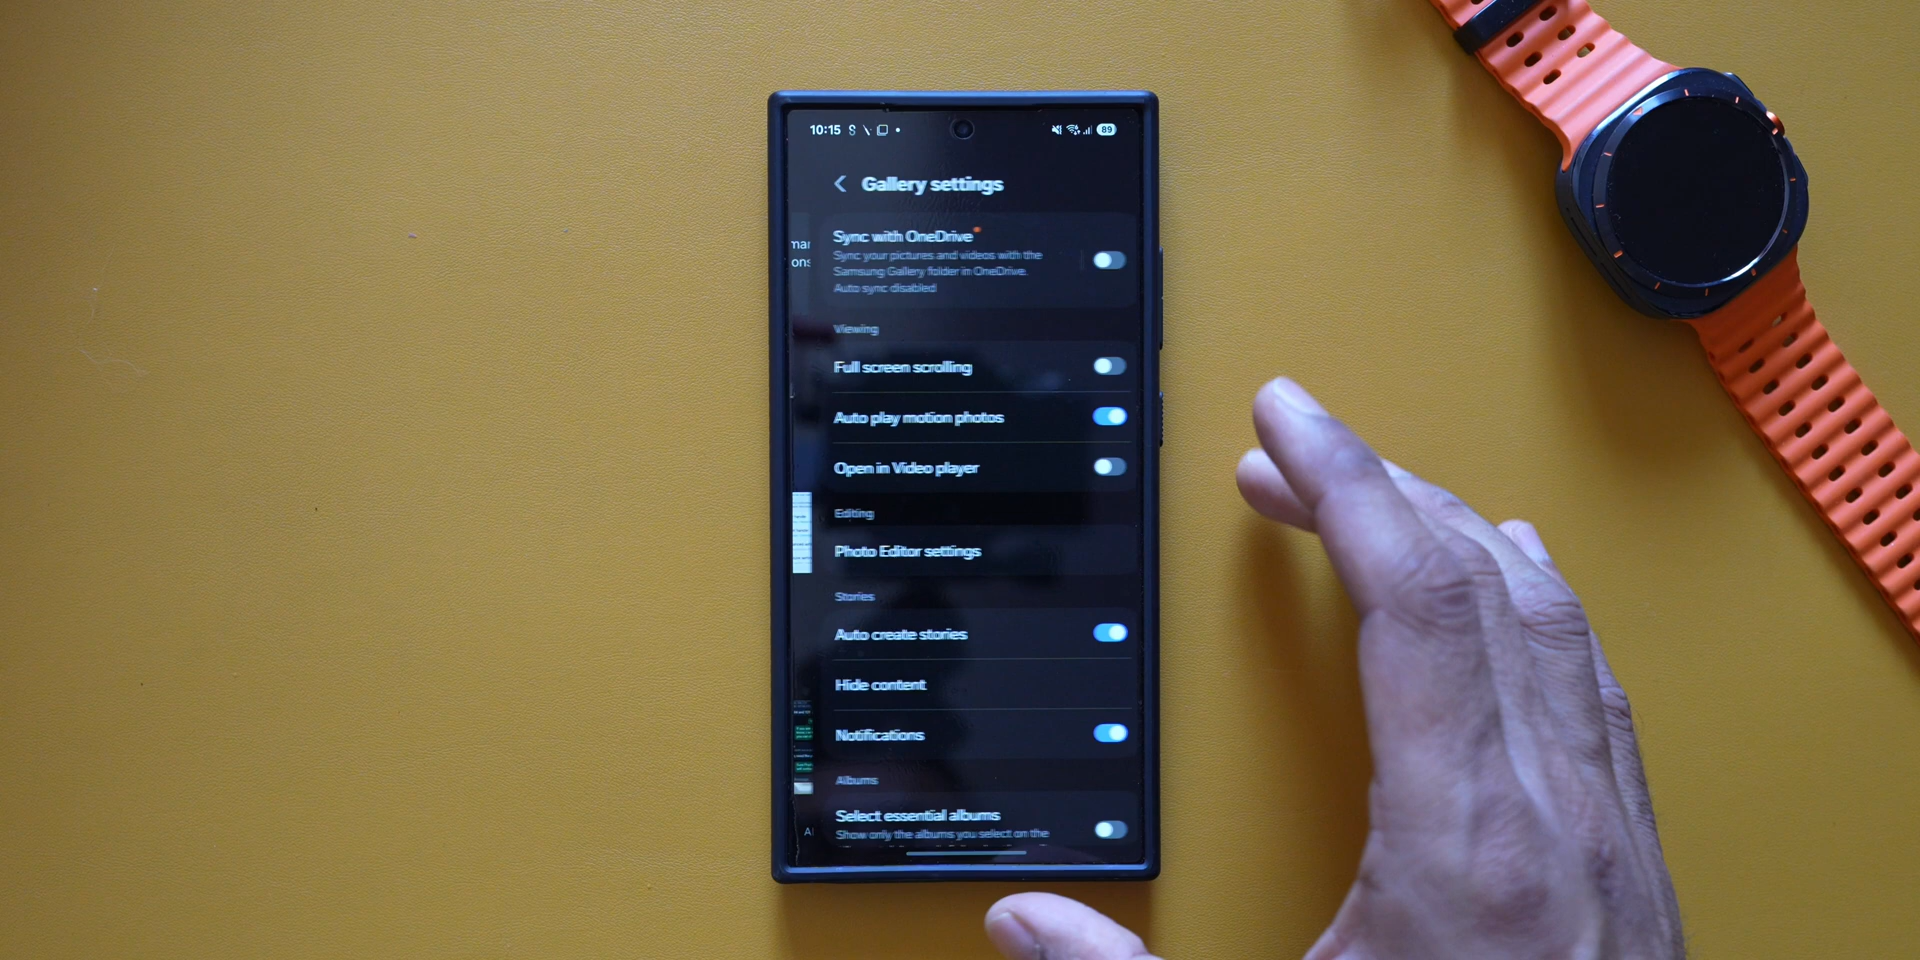 10:15
89
Gallery settings
Sync with OneDrive
Sync your pictures and videos with the
Samsung Gallery folder in OneDrive.
Auto sync disabled
Viewing
Full screen scrolling
Auto play motion photos
Open in Video player
Editing
Photo Editor settings
Stories
Auto create stories
Hide content
Notifications
Albums
Select essential albums
Show only the albums you select on the